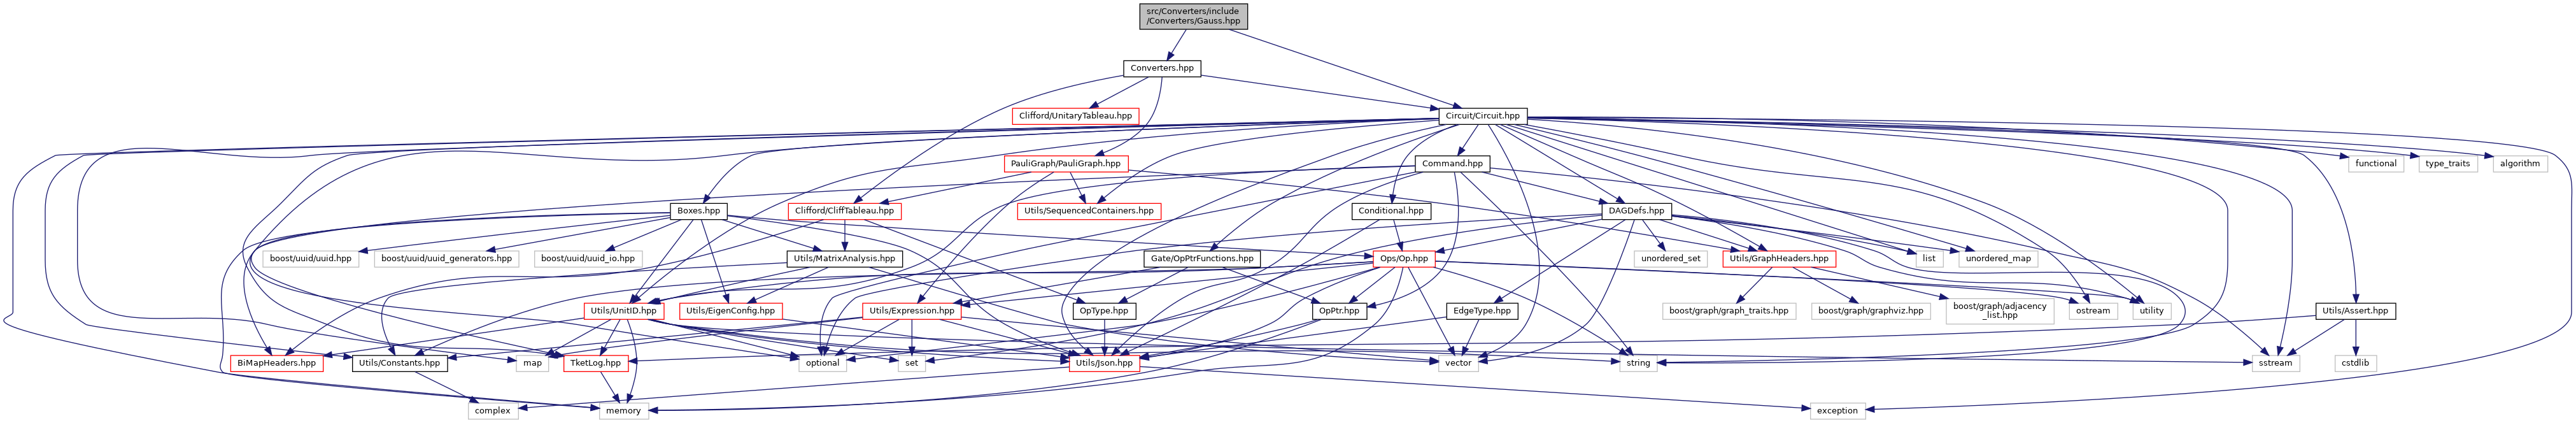 src/Converters/include
/Converters/Gauss.hpp
Converters.hpp
Clifford/UnitaryTableau.hpp
Circuit/Circuit.hpp
PauliGraph/PauliGraph.hpp
Command.hpp
functional
type_traits
algorithm
Boxes.hpp
Clifford/CliffTableau.hpp
Utils/SequencedContainers.hpp
Conditional.hpp
DAGDefs.hpp
boost/uuid/uuid.hpp
boost/uuid/uuid_generators.hpp
boost/uuid/uuid_io.hpp
Utils/MatrixAnalysis.hpp
Gate/OpPtrFunctions.hpp
Ops/Op.hpp
unordered_set
Utils/GraphHeaders.hpp
list
unordered_map
Utils/UnitID.hpp
Utils/EigenConfig.hpp
Utils/Expression.hpp
OpType.hpp
OpPtr.hpp
EdgeType.hpp
boost/graph/graph_traits.hpp
boost/graph/graphviz.hpp
boost/graph/adjacency
_list.hpp
ostream
utility
Utils/Assert.hpp
BiMapHeaders.hpp
Utils/Constants.hpp
map
TketLog.hpp
optional
set
Utils/Json.hpp
vector
string
sstream
cstdlib
complex
memory
exception